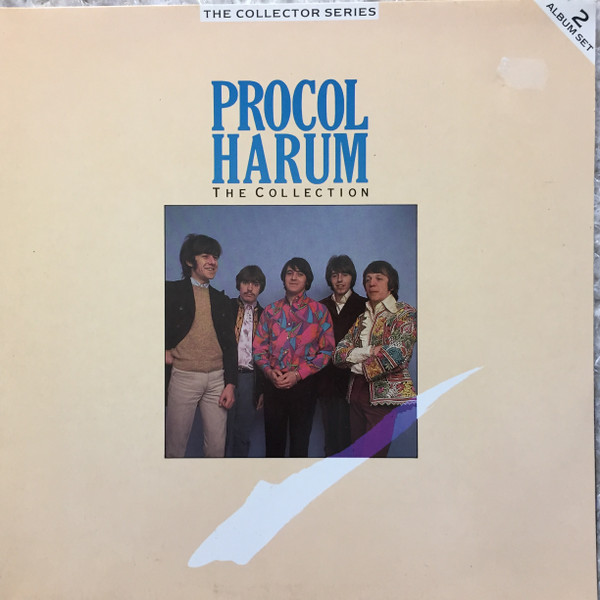 THE COLLECTOR SERIES
2
ALBUM SET
PROCOL
HARUM
THE COLLECTION